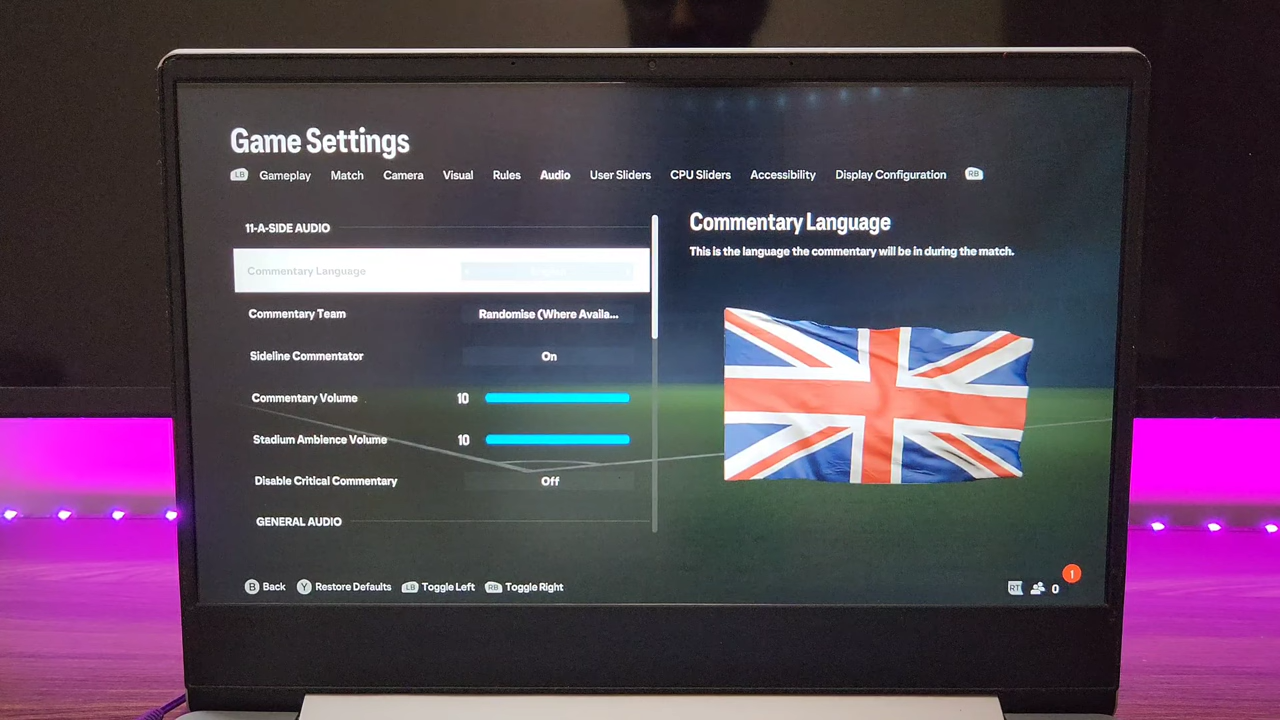 Game Settings
LB Gameplay Match Camera Visual Rules Audio User Sliders CPU Sliders Accessibility Display Configuration RB
11-A-SIDE AUDIO
Commentary Language
Commentary Team Randomise (Where Availa...
Sideline Commentator On
Commentary Volume 10
Stadium Ambience Volume 10
Disable Critical Commentary Off
GENERAL AUDIO
Commentary Language
This is the language the commentary will be in during the match.
B Back Y Restore Defaults LB Toggle Left RB Toggle Right
RT 0 1